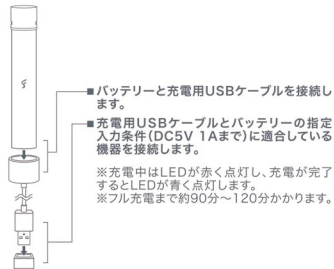 ■バッテリーと充電用USBケーブルを接続し
ます。
■充電用USBケーブルとバッテリーの指定
入力条件(DC5V 1Aまで)に適合している
機器を接続します。
※充電中はLEDが赤く点灯し、充電が完了
するとLEDが青く点灯します。
※フル充電まで約90分〜120分かかります。